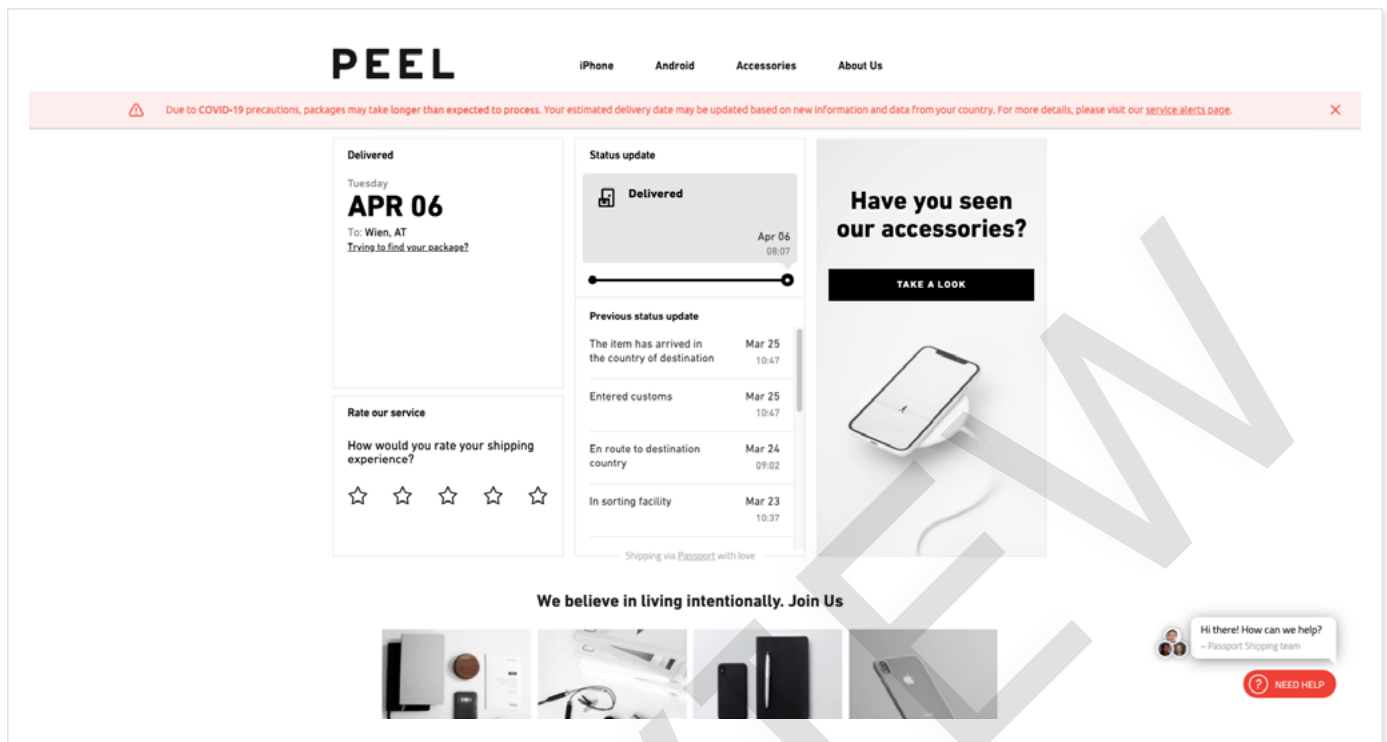 PEEL
iPhone Android Accessories About Us
Due to COVID-19 precautions, packages may take longer than expected to process. Your estimated delivery date may be updated based on new information and data from your country. For more details, please visit our service alerts page.
Delivered
Tuesday
APR 06
To: Wien, AT
Trying to find your package?
Rate our service
How would you rate your shipping
experience?
Status update
Delivered
Apr 06
08:07
Previous status update
The item has arrived in Mar 25
the country of destination 10:47
Entered customs Mar 25
10:47
En route to destination Mar 24
country 09:02
In sorting facility Mar 23
10:37
Shipping via Passport with love
Have you seen
our accessories?
TAKE A LOOK
We believe in living intentionally. Join Us
Hi there! How can we help?
– Passport Shipping team
? NEED HELP